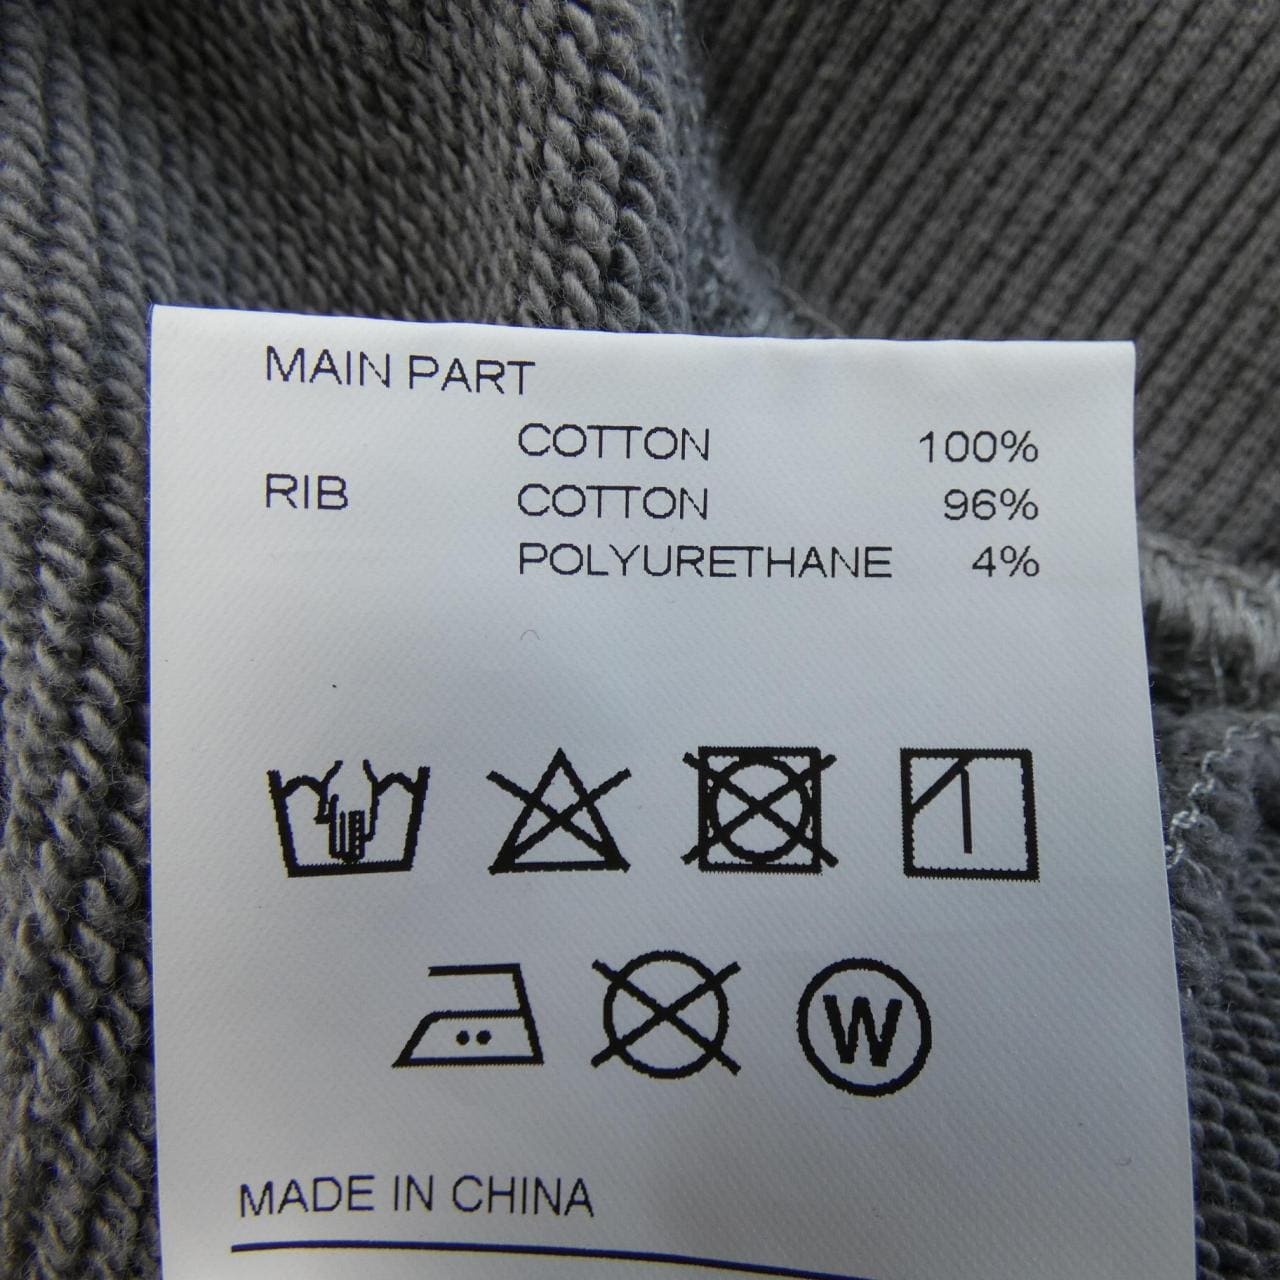 MAIN PART
COTTON 100%
RIB COTTON 96%
POLYURETHANE 4%
W
MADE IN CHINA